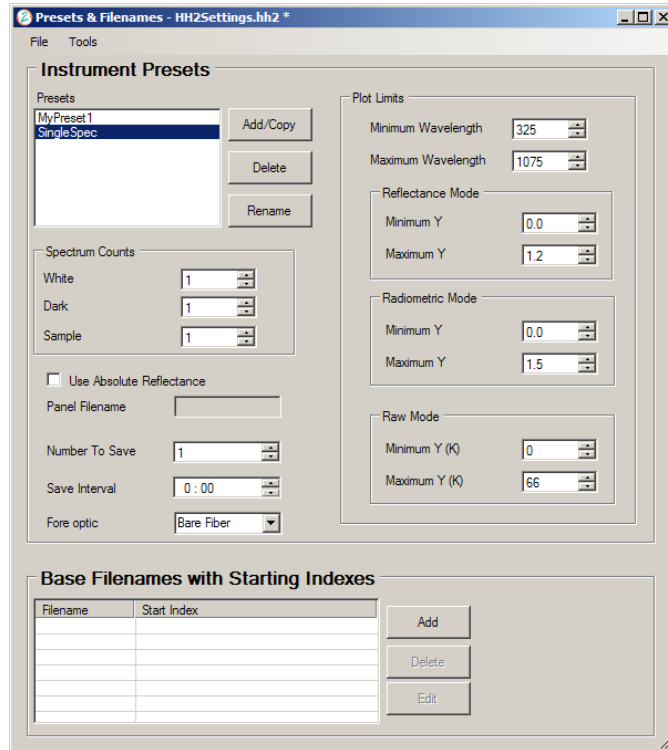 Presets & Filenames - HH2Settings.hh2 *
File Tools
Instrument Presets
Presets
MyPreset1
SingleSpec
Add/Copy
Delete
Rename
Spectrum Counts
White 1
Dark 1
Sample 1
Use Absolute Reflectance
Panel Filename
Number To Save 1
Save Interval 0 : 00
Fore optic Bare Fiber
Plot Limits
Minimum Wavelength 325
Maximum Wavelength 1075
Reflectance Mode
Minimum Y 0.0
Maximum Y 1.2
Radiometric Mode
Minimum Y 0.0
Maximum Y 1.5
Raw Mode
Minimum Y (K) 0
Maximum Y (K) 66
Base Filenames with Starting Indexes
Filename Start Index
Add
Delete
Edit